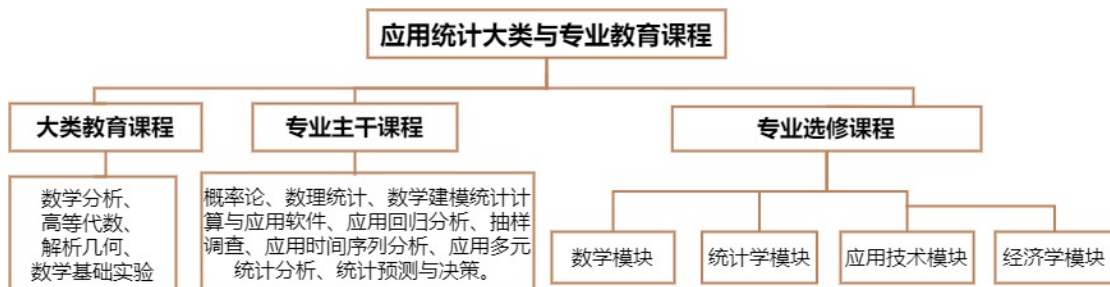 应用统计大类与专业教育课程
大类教育课程
专业主干课程
专业选修课程
数学分析、
高等代数、
解析几何、
数学基础实验
概率论、数理统计、数学建模统计计
算与应用软件、应用回归分析、抽样
调查、应用时间序列分析、应用多元
统计分析、统计预测与决策。
数学模块
统计学模块
应用技术模块
经济学模块